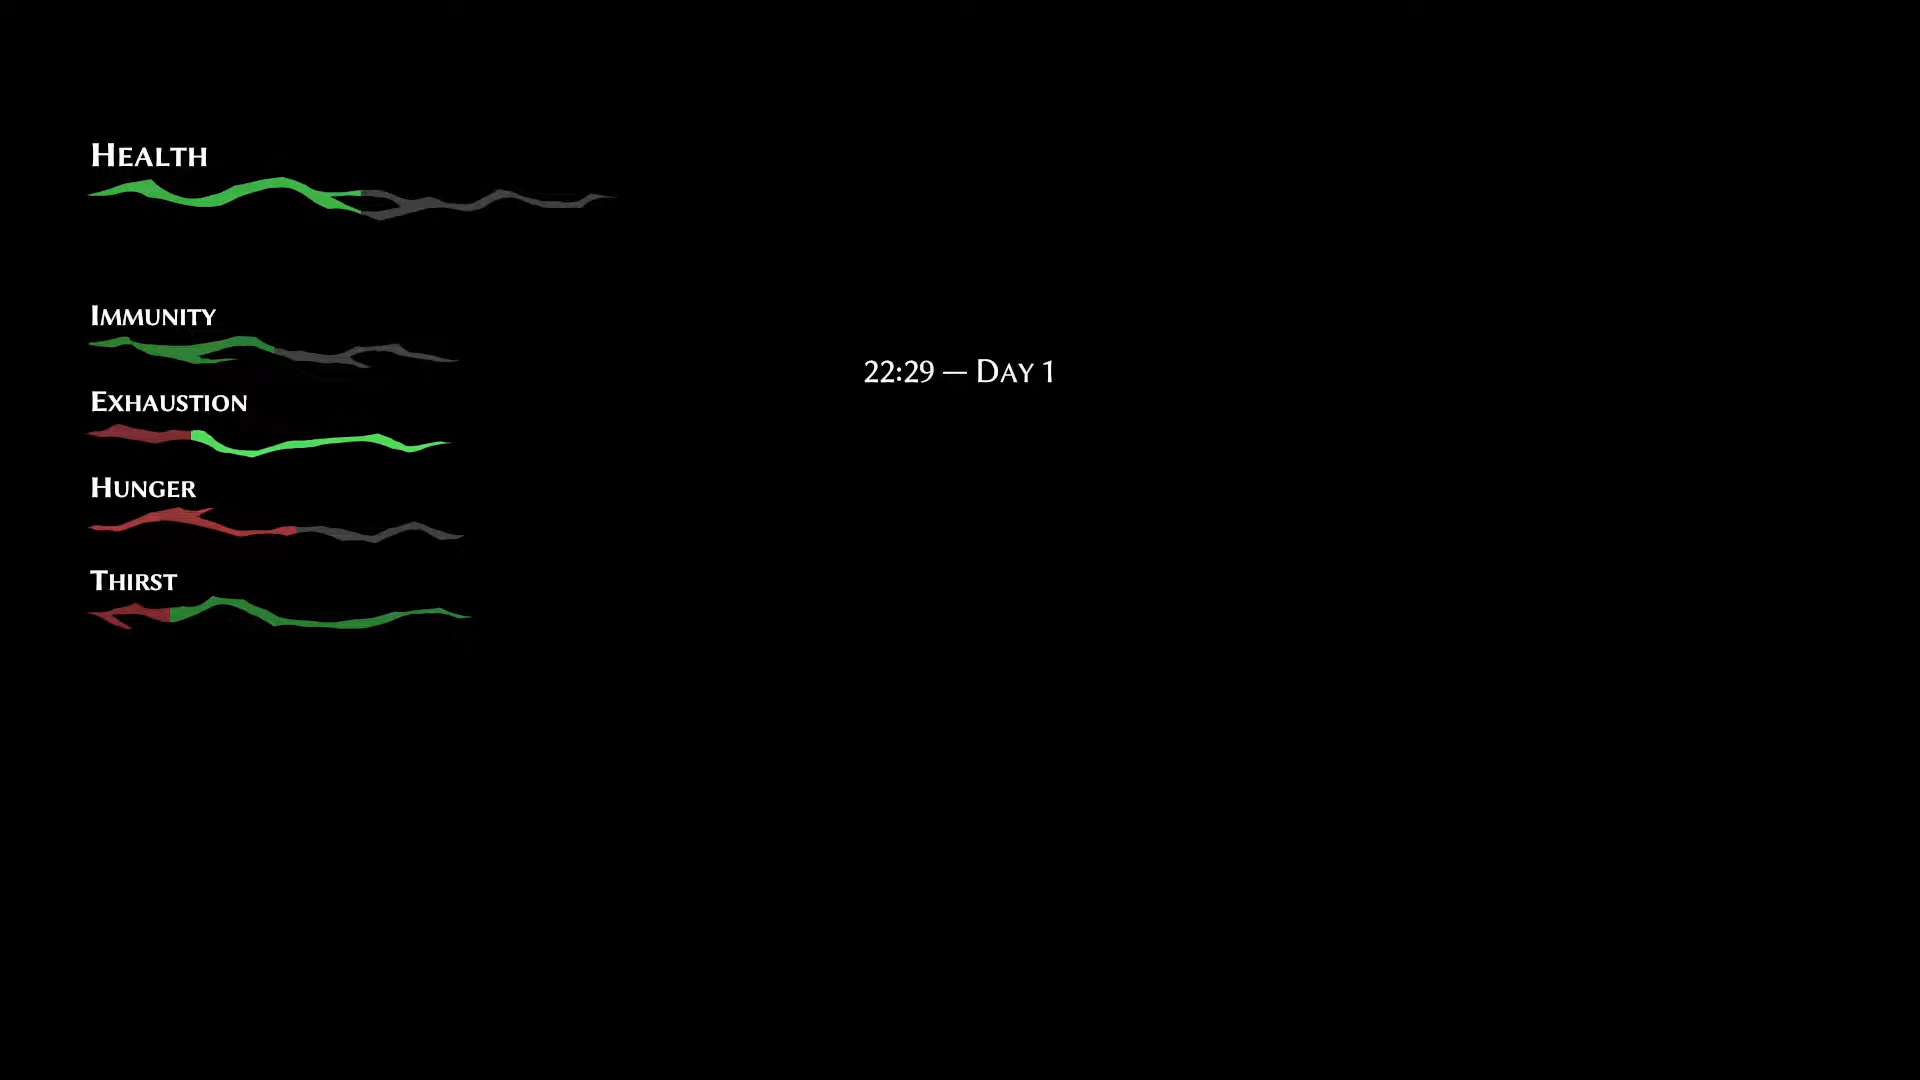 HEALTH
IMMUNITY
22:29 — DAY 1
EXHAUSTION
HUNGER
THIRST